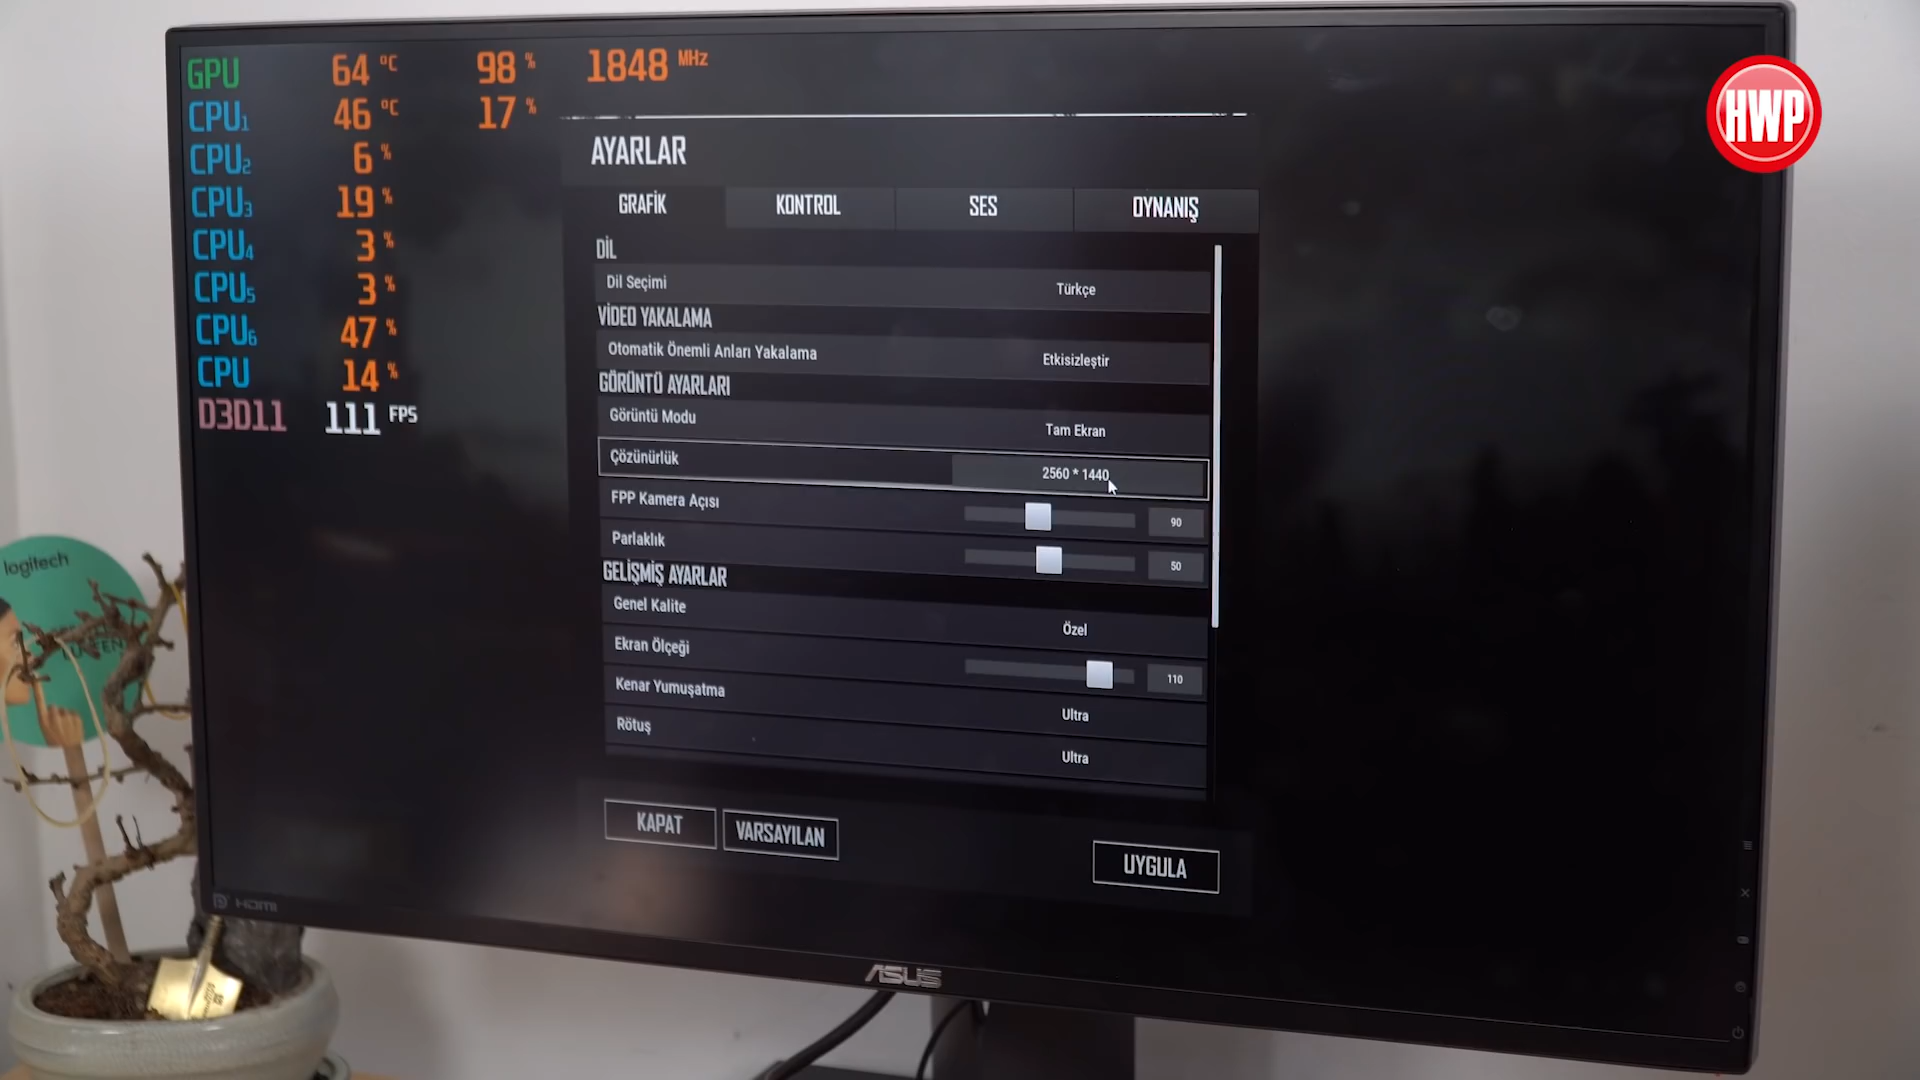 GPU 64 °C 98 % 1848 MHz
CPU1 46 °C 17 %
CPU2 6 %
CPU3 19 %
CPU4 3 %
CPU5 3 %
CPU6 47 %
CPU 14 %
D3D11 111 FPS
HWP
AYARLAR
GRAFİK KONTROL SES OYNANIŞ
DİL
Dil Seçimi Türkçe
VİDEO YAKALAMA
Otomatik Önemli Anları Yakalama Etkisizleştir
GÖRÜNTÜ AYARLARI
Görüntü Modu Tam Ekran
Çözünürlük 2560 * 1440
FPP Kamera Açısı 90
Parlaklık 50
GELİŞMİŞ AYARLAR
Genel Kalite Özel
Ekran Ölçeği 110
Kenar Yumuşatma Ultra
Rötuş Ultra
KAPAT VARSAYILAN UYGULA
logitech
HDMI
ASUS